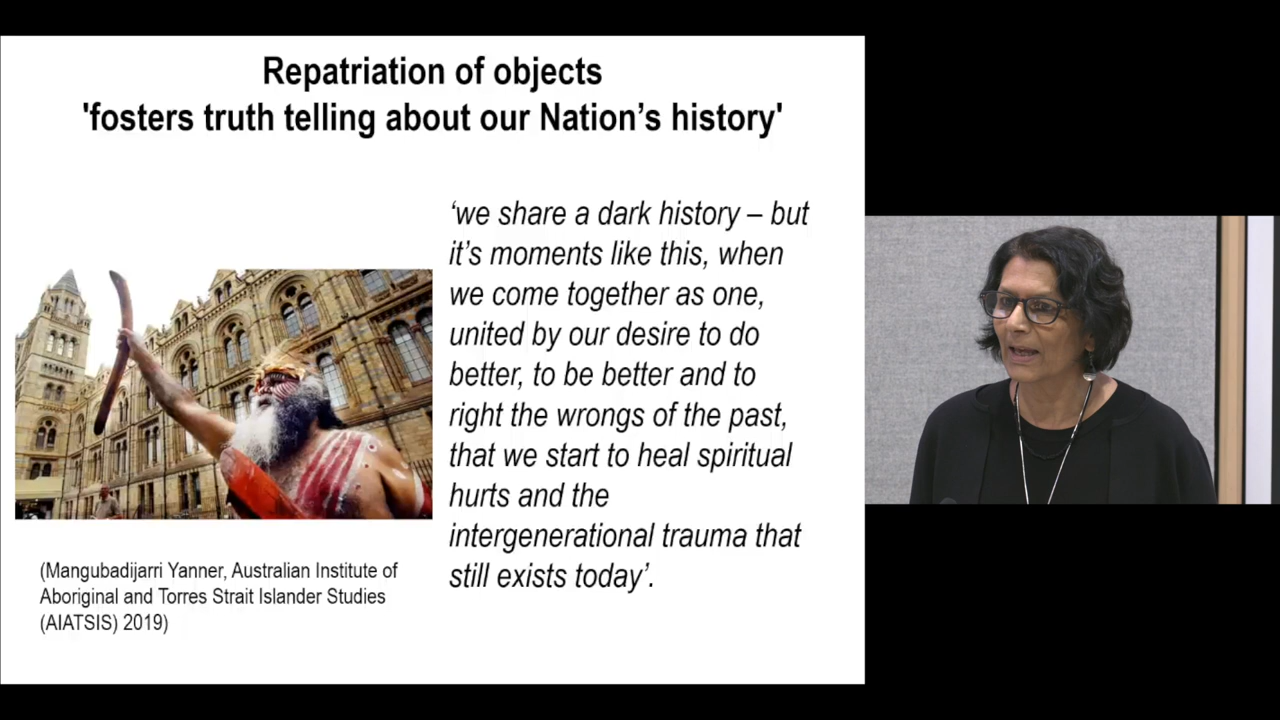 Repatriation of objects
'fosters truth telling about our Nation’s history'
‘we share a dark history – but
it’s moments like this, when
we come together as one,
united by our desire to do
better, to be better and to
right the wrongs of the past,
that we start to heal spiritual
hurts and the
intergenerational trauma that
still exists today’.
(Mangubadijarri Yanner, Australian Institute of
Aboriginal and Torres Strait Islander Studies
(AIATSIS) 2019)